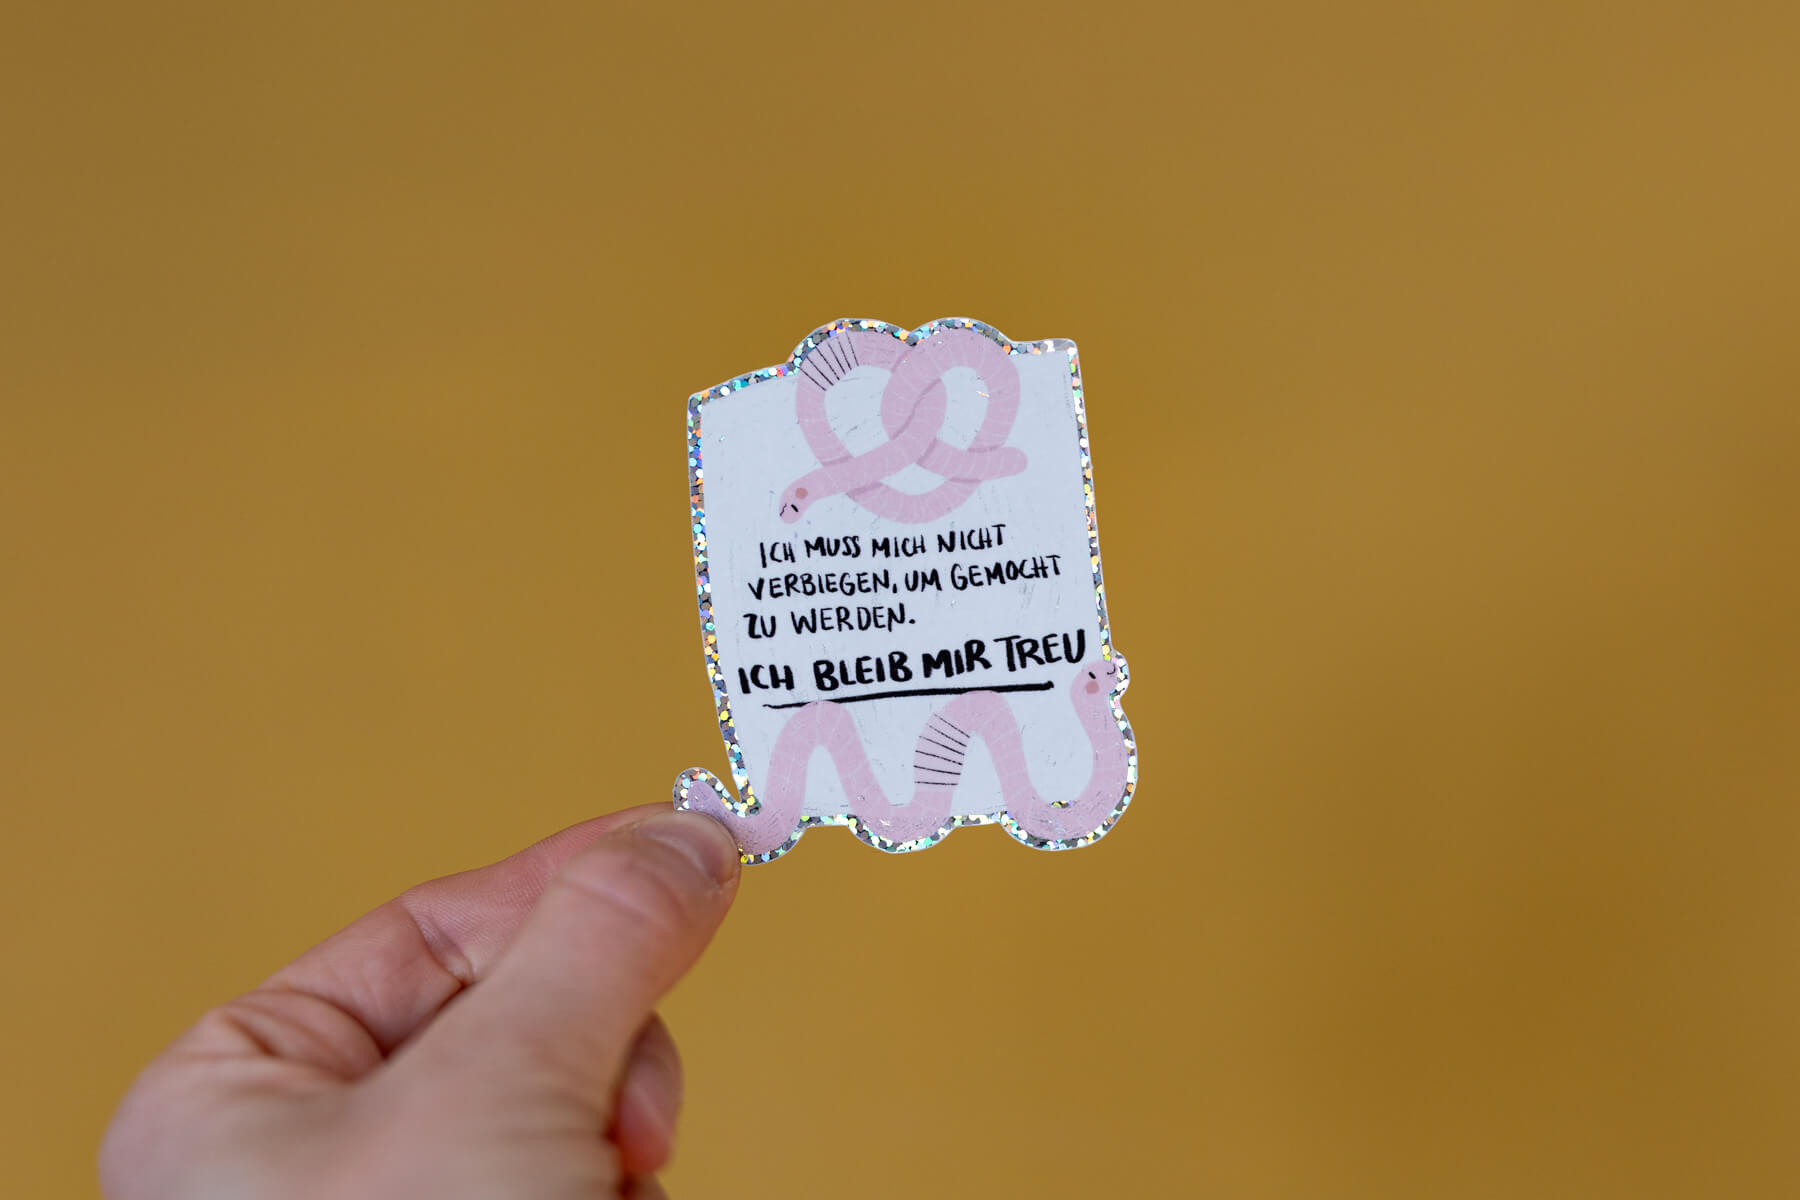 ICH MUSS MICH NICHT
VERBIEGEN, UM GEMOCHT
ZU WERDEN.
ICH BLEIB MIR TREU